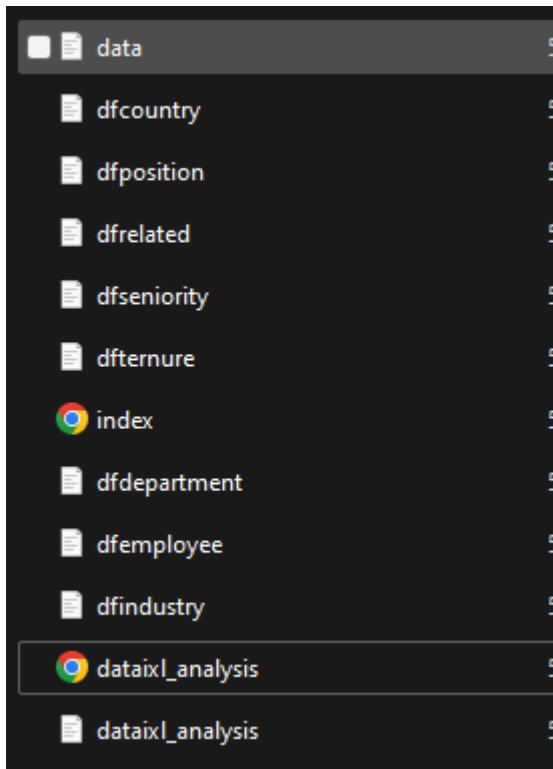 data
dfcountry
dfposition
dfrelated
dfseniority
dfternure
index
dfdepartment
dfemployee
dfindustry
dataixl_analysis
dataixl_analysis